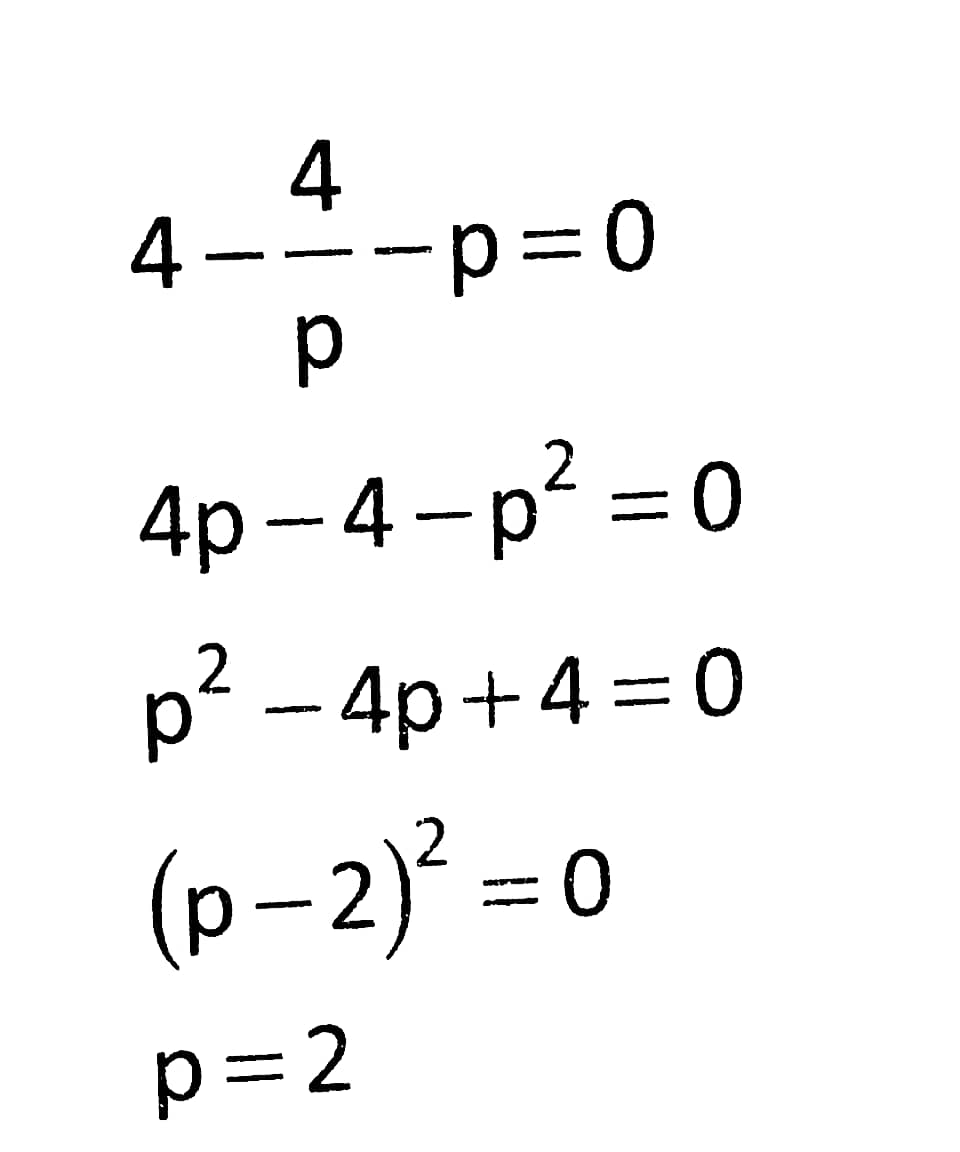 4 − 4/p − p = 0
4p − 4 − p² = 0
p² − 4p + 4 = 0
(p − 2)² = 0
p = 2